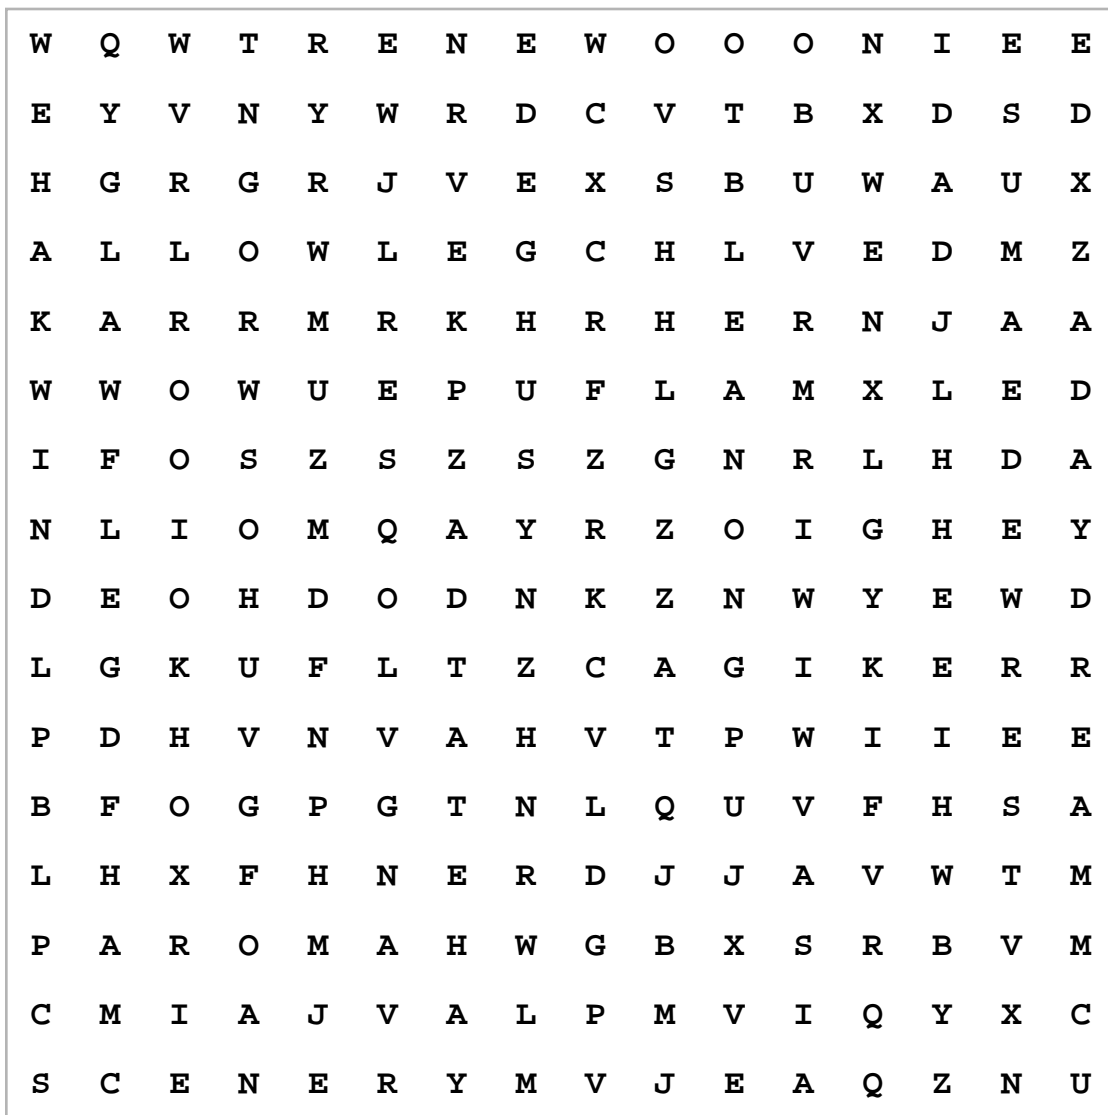 W Q W T R E N E W O O O N I E E
E Y V N Y W R D C V T B X D S D
H G R G R J V E X S B U W A U X
A L L O W L E G C H L V E D M Z
K A R R M R K H R H E R N J A A
W W O W U E P U F L A M X L E D
I F O S Z S Z S Z G N R L H D A
N L I O M Q A Y R Z O I G H E Y
D E O H D O D N K Z N W Y E W D
L G K U F L T Z C A G I K E R R
P D H V N V A H V T P W I I E E
B F O G P G T N L Q U V F H S A
L H X F H N E R D J J A V W T M
P A R O M A H W G B X S R B V M
C M I A J V A L P M V I Q Y X C
S C E N E R Y M V J E A Q Z N U